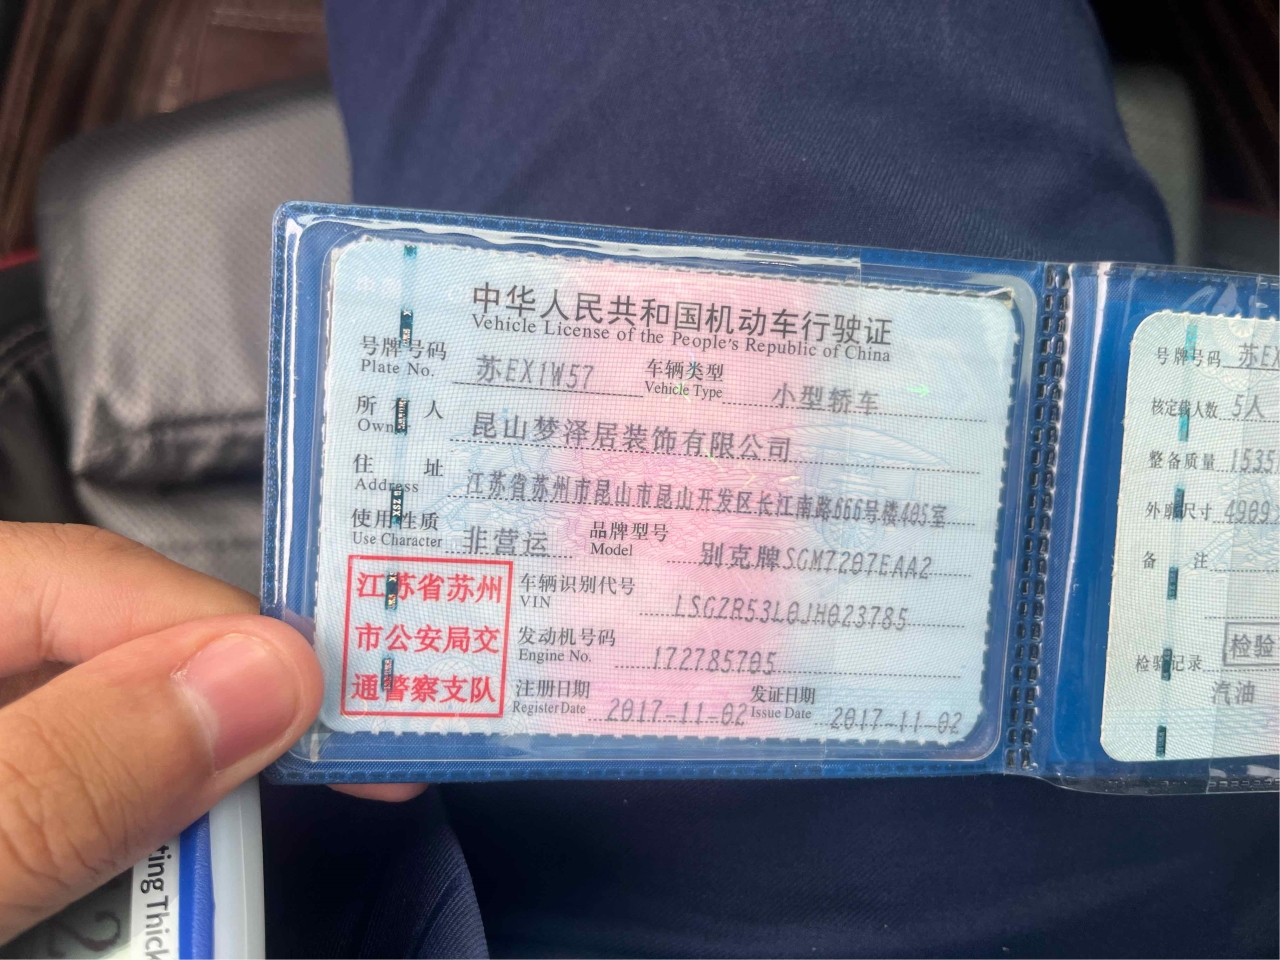 中华人民共和国机动车行驶证
Vehicle License of the People's Republic of China
号牌号码 苏EX1W57 车辆类型 小型轿车
Plate No. Vehicle Type
所有人 昆山梦泽居装饰有限公司
Owner
住址 江苏省苏州市昆山市昆山开发区长江南路666号楼405室
Address
使用性质 非营运 品牌型号 别克牌SGM7207EAA2
Use Character Model
江苏省苏州
市公安局交
通警察支队
车辆识别代号 LSGZR53L0JH023785
VIN
发动机号码 172785705
Engine No.
注册日期 2017-11-02 发证日期 2017-11-02
Register Date Issue Date
号牌号码 苏EX
核定载人数 5人
整备质量 1535
外廓尺寸 4909
备注
检验记录 检验
汽油
ting Thick
2